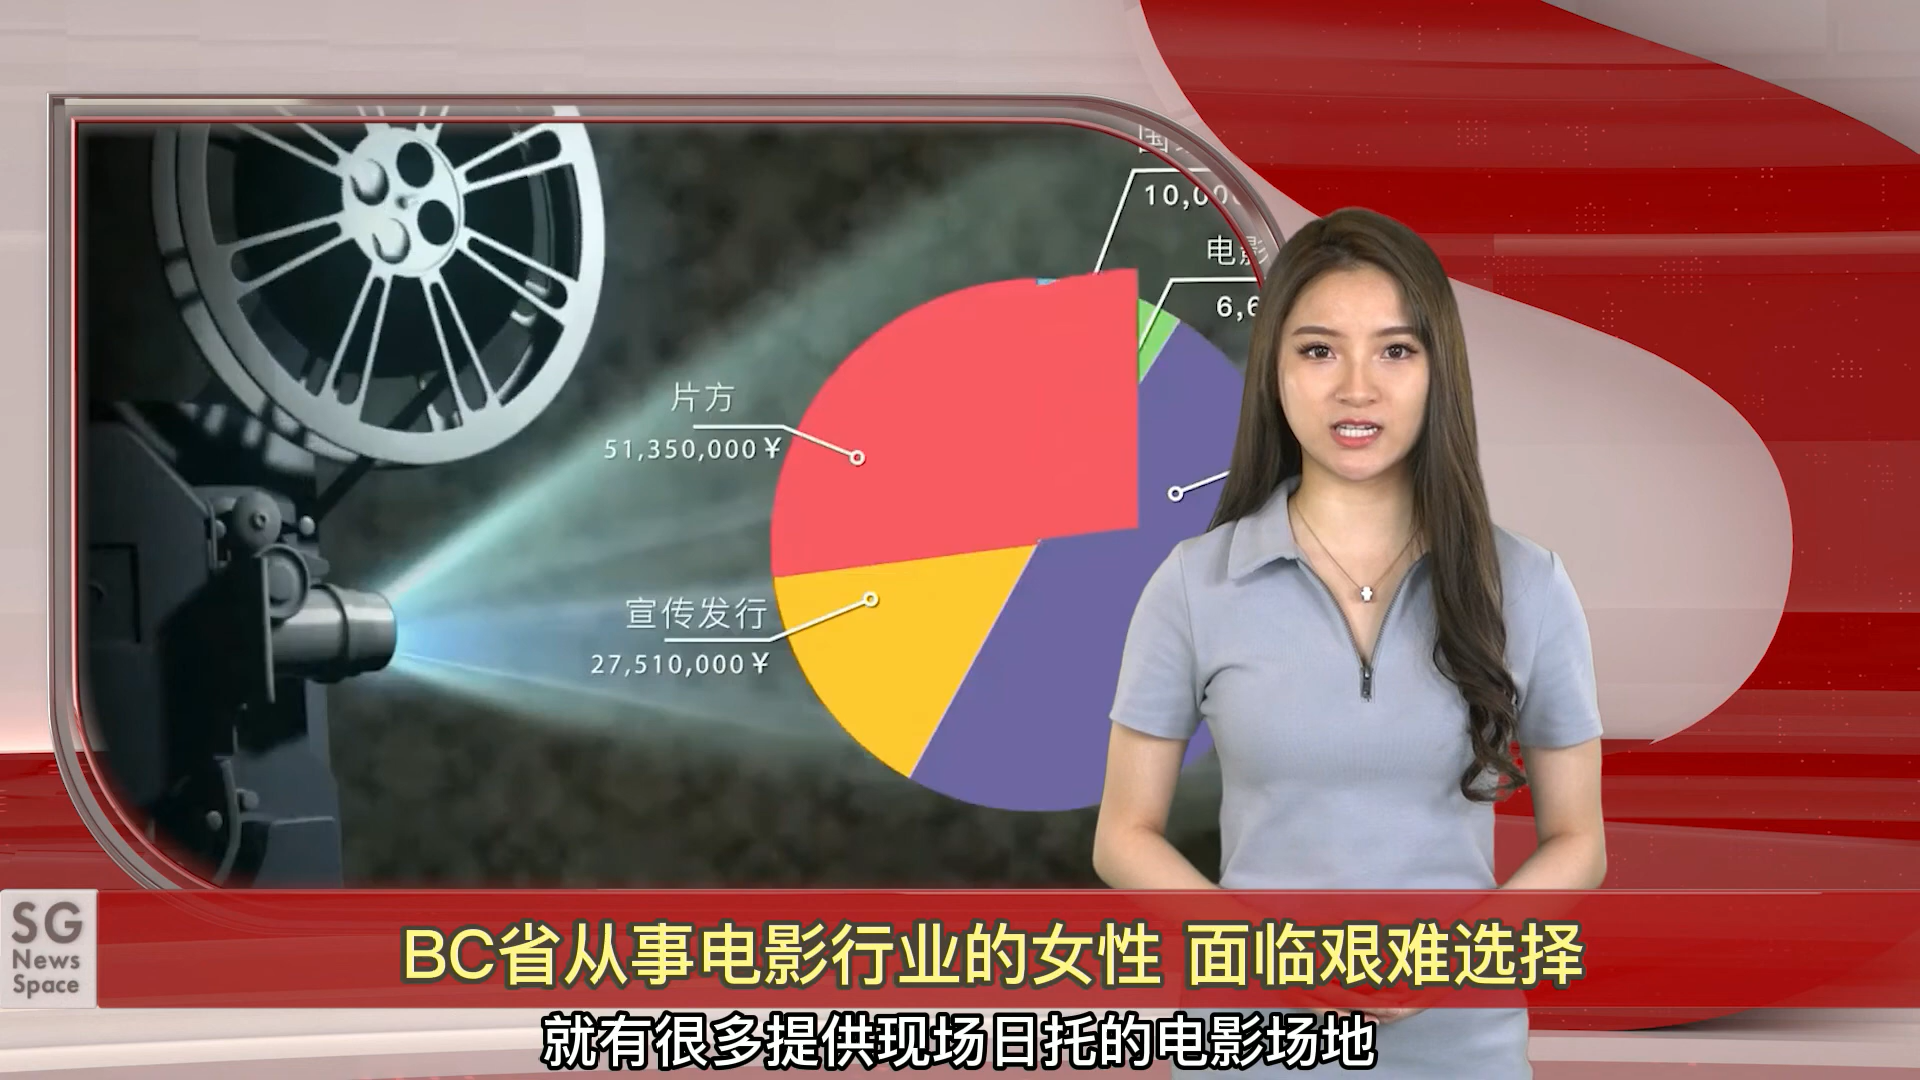 10,00
电影
6,6
片方
51,350,000 ¥
宣传发行
27,510,000 ¥
SG
News
Space
BC省从事电影行业的女性 面临艰难选择
就有很多提供现场日托的电影场地